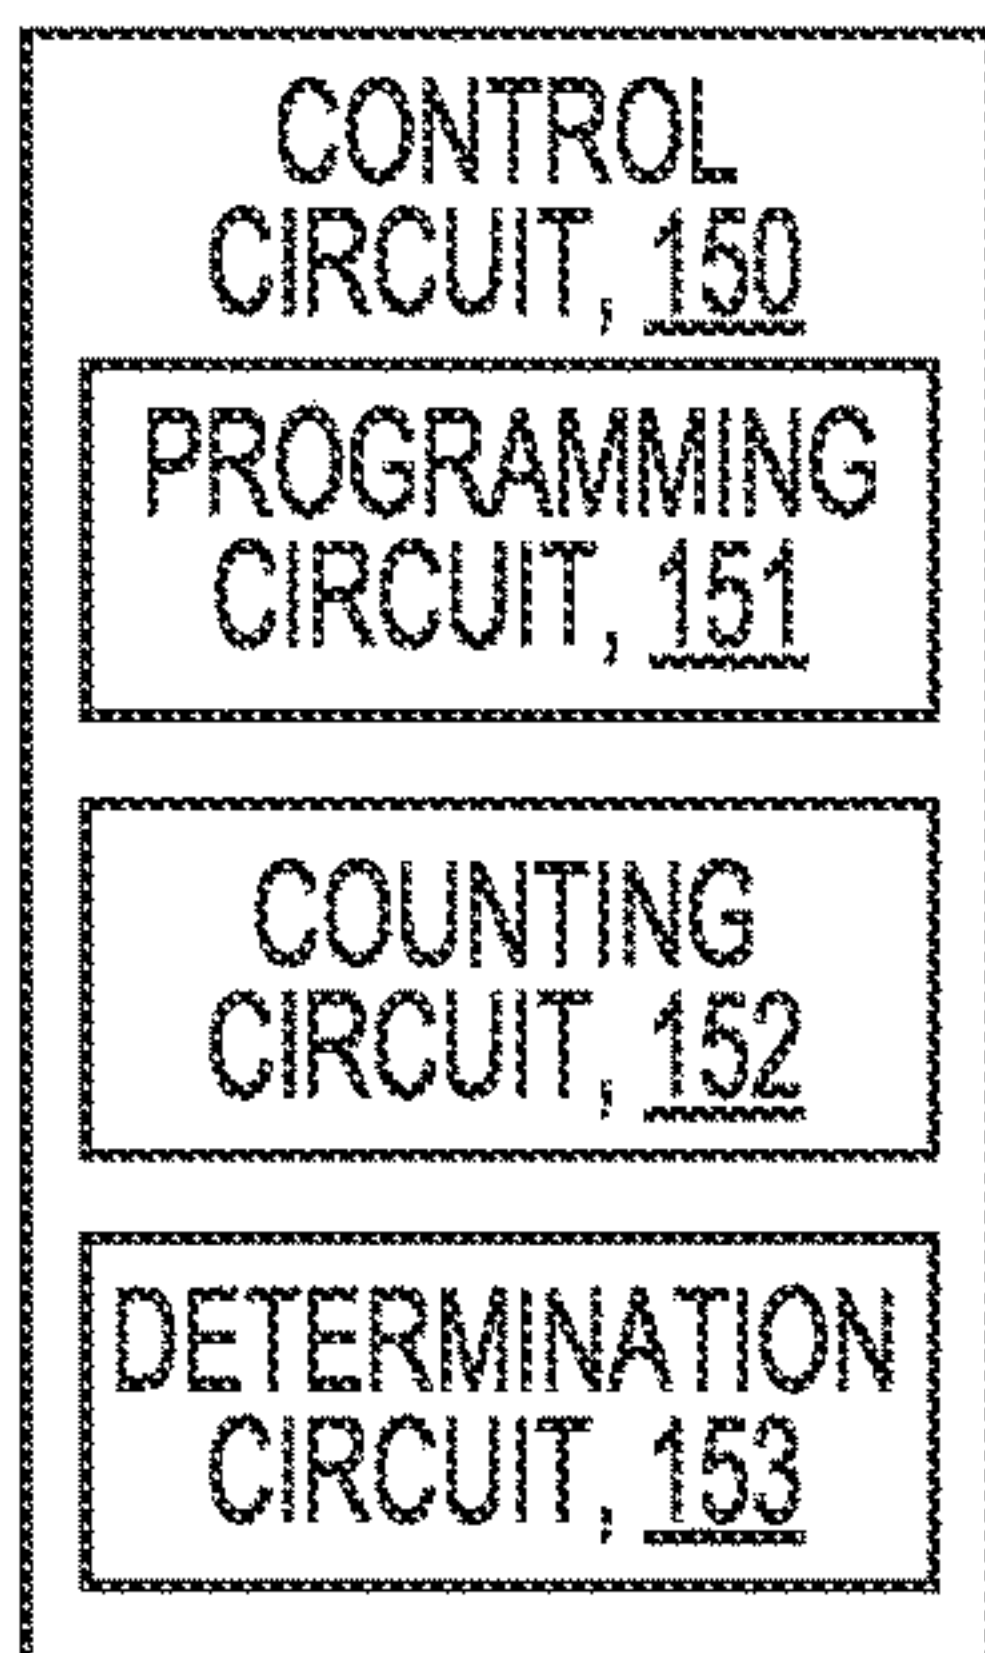 CONTROL
CIRCUIT, 150
PROGRAMMING
CIRCUIT, 151
COUNTING
CIRCUIT, 152
DETERMINATION
CIRCUIT, 153